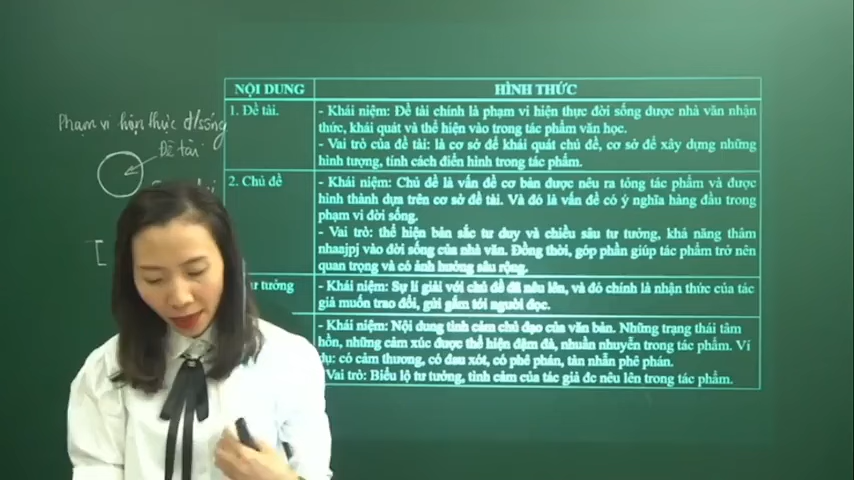 Phạm vi hiện thực đ/sống
Đề tài
NỘI DUNG
HÌNH THỨC
1. Đề tài.
- Khái niệm: Đề tài chính là phạm vi hiện thực đời sống được nhà văn nhận
thức, khái quát và thể hiện vào trong tác phẩm văn học.
- Vai trò của đề tài: là cơ sở để khái quát chủ đề, cơ sở để xây dựng những
hình tượng, tính cách điển hình trong tác phẩm.
2. Chủ đề
- Khái niệm: Chủ đề là vấn đề cơ bản được nêu ra tỏng tác phẩm và được
hình thành dựa trên cơ sở đề tài. Và đó là vấn đề có ý nghĩa hàng đầu trong
phạm vi đời sống.
- Vai trò: thể hiện bản sắc tư duy và chiều sâu tư tưởng, khả năng thâm
nhaanjpj vào đời sống của nhà văn. Đồng thời, góp phần giúp tác phẩm trở nên
quan trọng và có ảnh hưởng sâu rộng.
tư tưởng
- Khái niệm: Sự lí giải với chủ đề đã nêu lên, và đó chính là nhận thức của tác
giả muốn trao đổi, gửi gắm tới người đọc.
- Khái niệm: Nội dung tình cảm chủ đạo của văn bản. Những trạng thái tâm
hồn, những cảm xúc được thể hiện đậm đà, nhuần nhuyễn trong tác phẩm. Ví
dụ: có cảm thương, có đau xót, có phê phán, tàn nhẫn phê phán.
Vai trò: Biểu lộ tư tưởng, tình cảm của tác giả đc nêu lên trong tác phẩm.